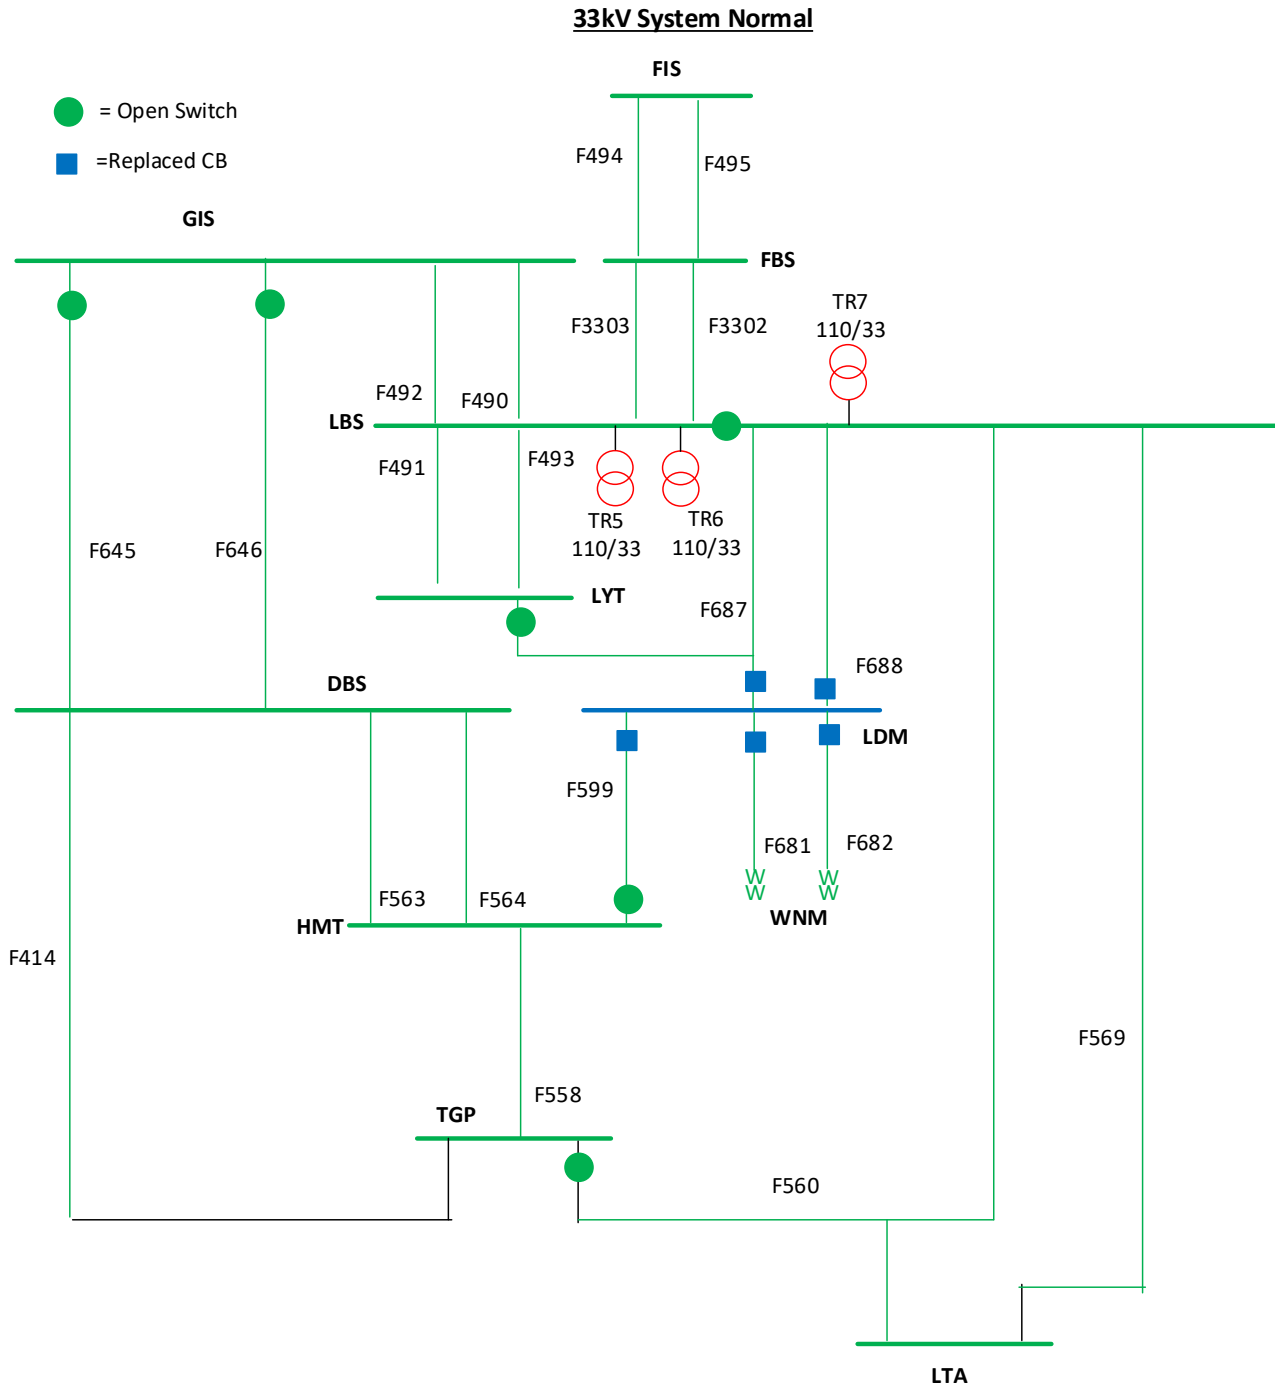 33kV System Normal
FIS
= Open Switch
=Replaced CB
F494
F495
GIS
FBS
F3303
F3302
TR7
110/33
F492
F490
LBS
F491
F493
TR5
110/33
TR6
110/33
F645
F646
LYT
F687
F688
DBS
LDM
F599
F681
F682
F563
F564
WNM
HMT
F414
F569
F558
TGP
F560
LTA